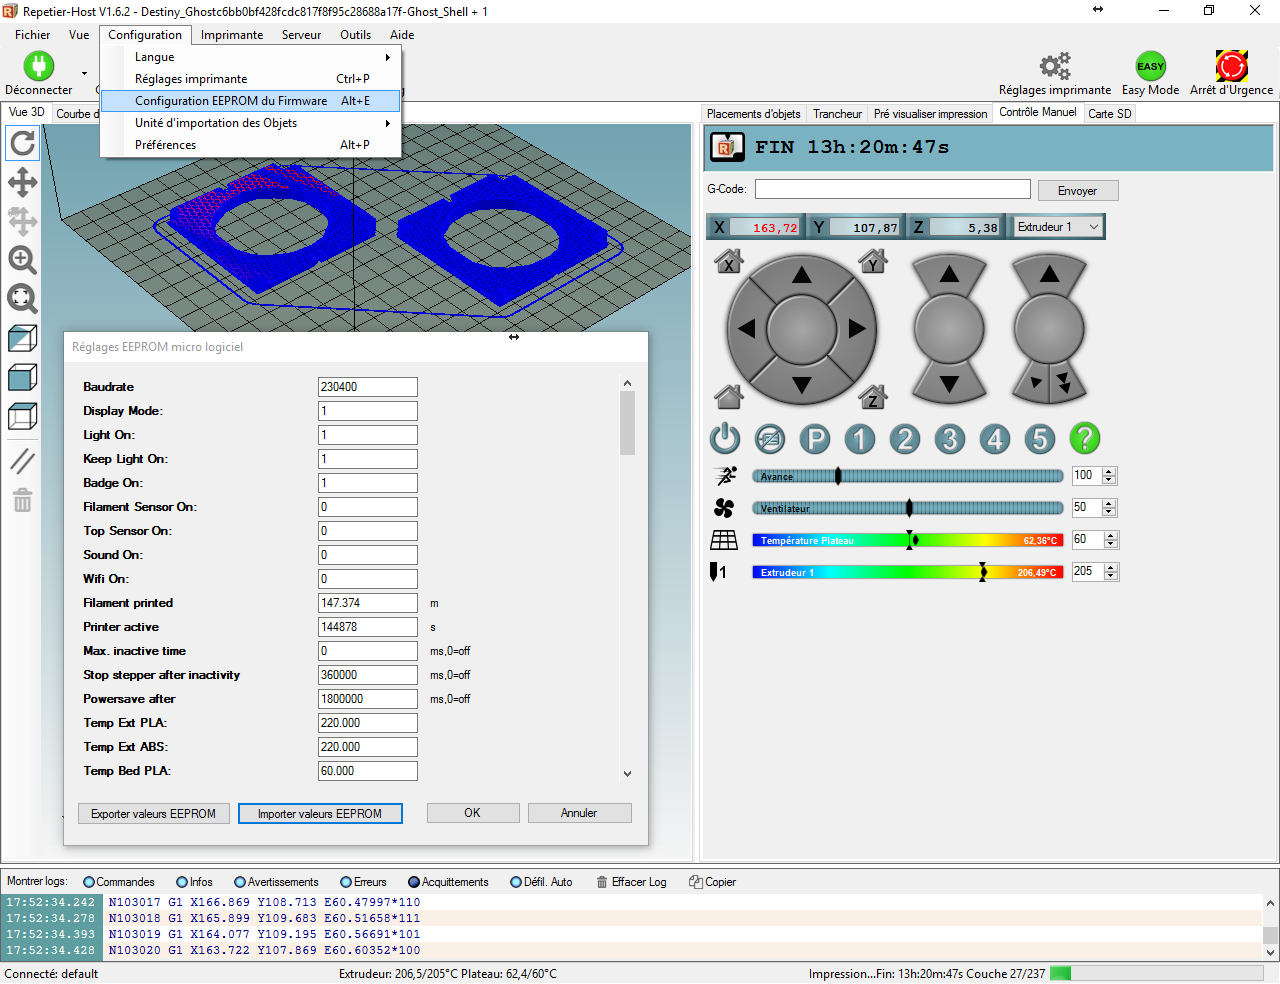 Repetier-Host V1.6.2 - Destiny_Ghostc6bb0bf428fcdc817f8f95c28688a17f-Ghost_Shell + 1
Fichier Vue Configuration Imprimante Serveur Outils Aide
Déconnecter
Langue
Réglages imprimante Ctrl+P
Configuration EEPROM du Firmware Alt+E
Unité d'importation des Objets
Préférences Alt+P
Réglages imprimante EASY Easy Mode Arrêt d'Urgence
Vue 3D Courbe d
Placements d'objets Trancheur Pré visualiser impression Contrôle Manuel Carte SD
FIN 13h:20m:47s
G-Code: Envoyer
X 163,72 Y 107,87 Z 5,38 Extrudeur 1
X Y
Z
P 1 2 3 4 5 ?
Avance 100
Ventilateur 50
Température Plateau 62,36°C 60
1 Extrudeur 1 206,49°C 205
Réglages EEPROM micro logiciel
Baudrate 230400
Display Mode: 1
Light On: 1
Keep Light On: 1
Badge On: 1
Filament Sensor On: 0
Top Sensor On: 0
Sound On: 0
Wifi On: 0
Filament printed 147.374 m
Printer active 144878 s
Max. inactive time 0 ms,0=off
Stop stepper after inactivity 360000 ms,0=off
Powersave after 1800000 ms,0=off
Temp Ext PLA: 220.000
Temp Ext ABS: 220.000
Temp Bed PLA: 60.000
Exporter valeurs EEPROM Importer valeurs EEPROM OK Annuler
Montrer logs: Commandes Infos Avertissements Erreurs Acquittements Défil. Auto Effacer Log Copier
17:52:34.242 N103017 G1 X166.869 Y108.713 E60.47997*110
17:52:34.278 N103018 G1 X165.899 Y109.683 E60.51658*111
17:52:34.393 N103019 G1 X164.077 Y109.195 E60.56691*101
17:52:34.428 N103020 G1 X163.722 Y107.869 E60.60352*100
Connecté: default Extrudeur: 206,5/205°C Plateau: 62,4/60°C Impression...Fin: 13h:20m:47s Couche 27/237